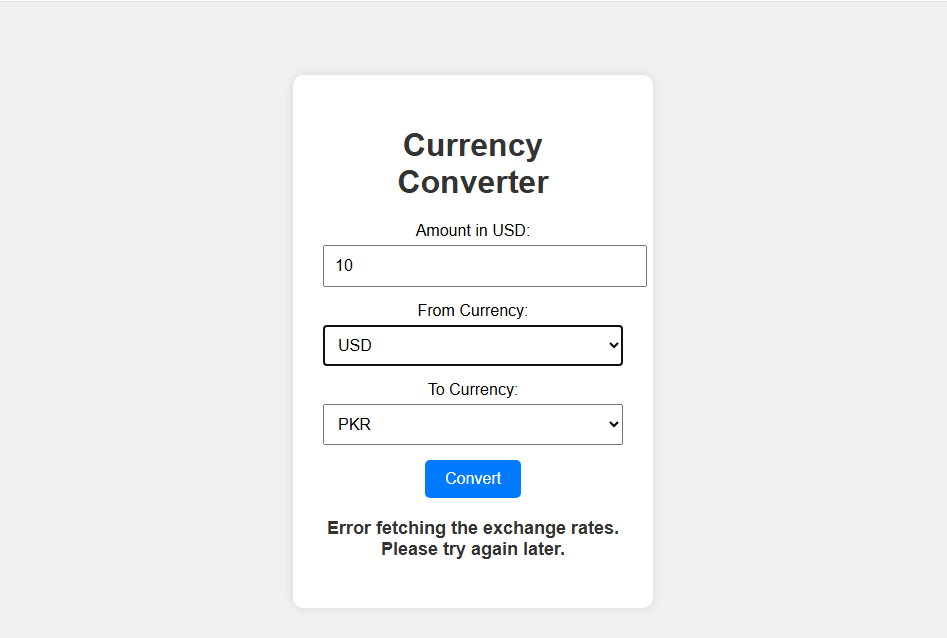 Currency
Converter
Amount in USD:
10
From Currency:
USD
To Currency:
PKR
Convert
Error fetching the exchange rates.
Please try again later.